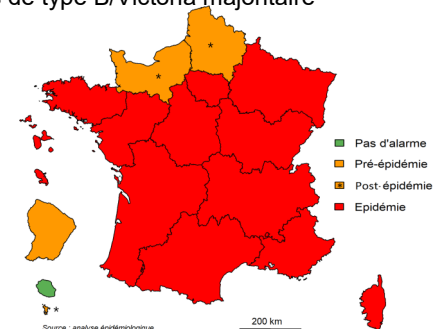 de type B/Victoria majoritaire
*
*
Pas d'alarme
Pré-épidémie
* Post-épidémie
Epidémie
*
200 km
Source : analyse épidémiologique